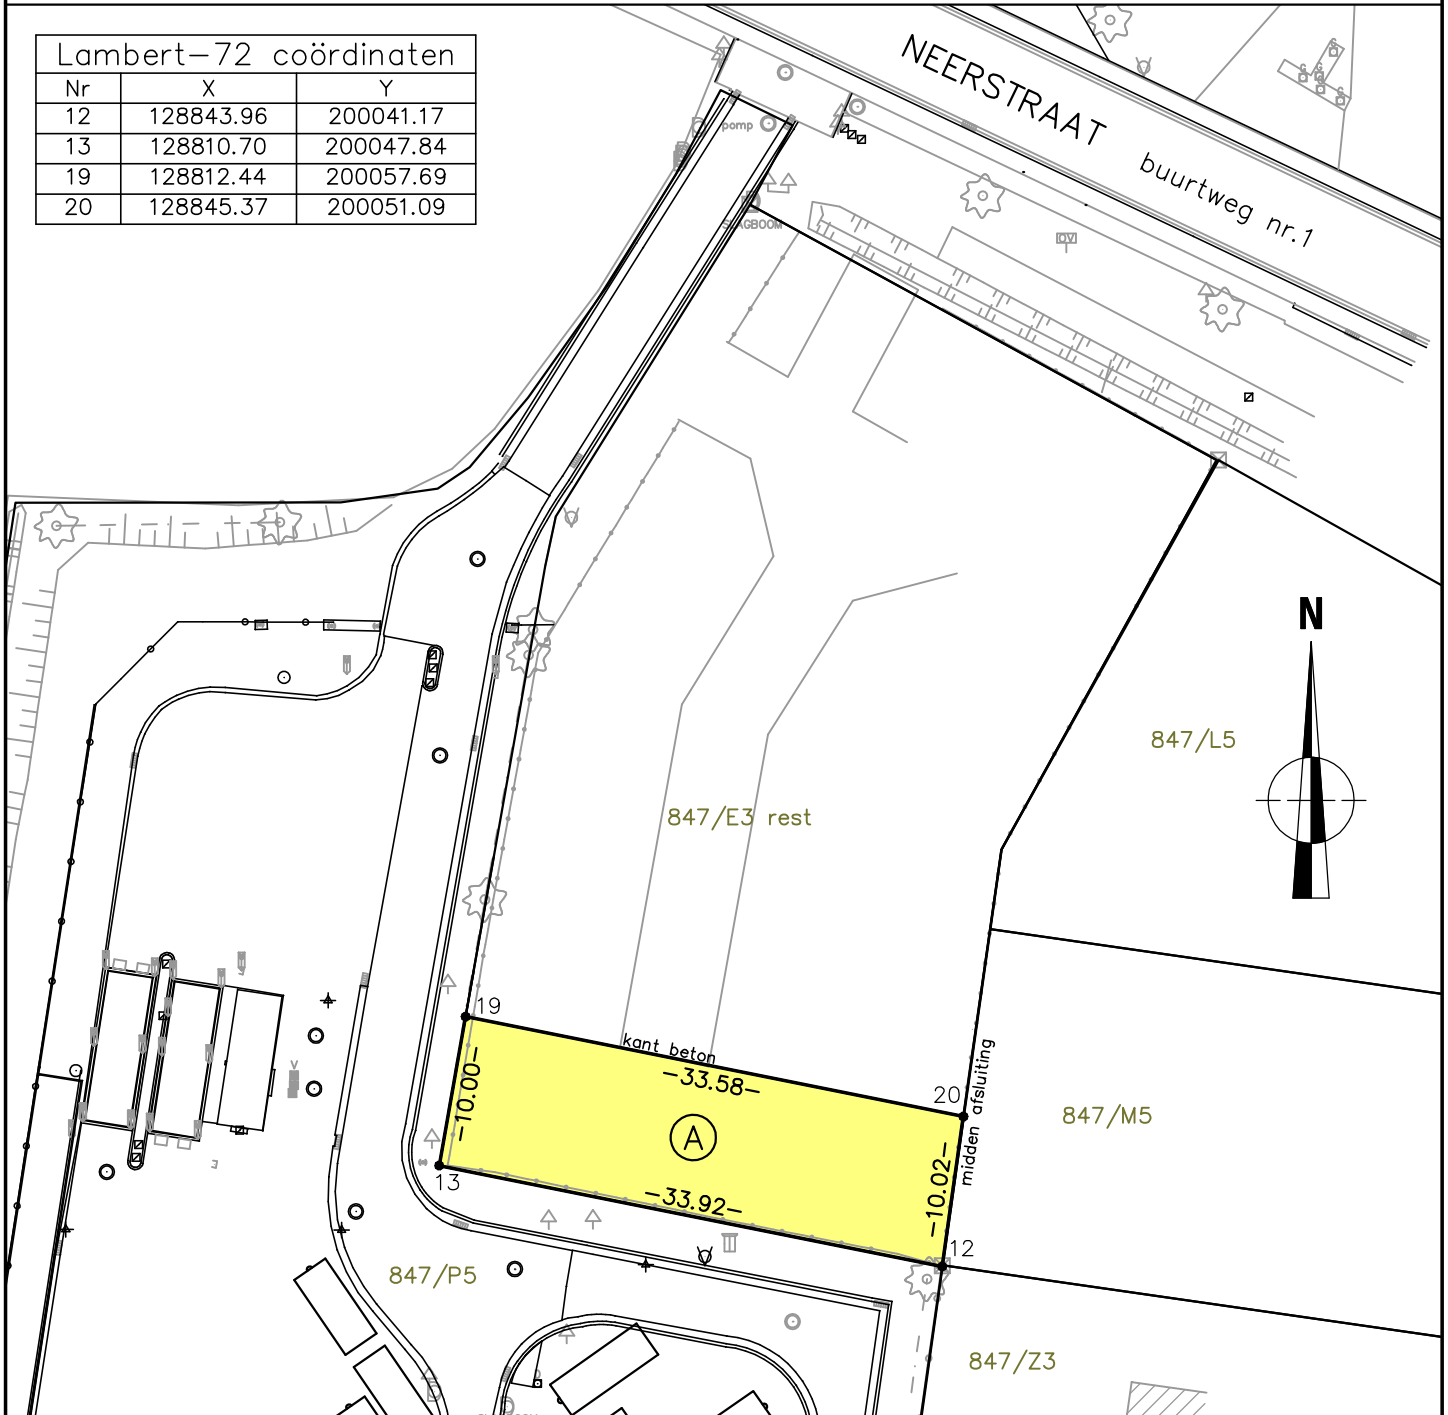 Lambert-72 coördinaten
Nr X Y
12 128843.96 200041.17
13 128810.70 200047.84
19 128812.44 200057.69
20 128845.37 200051.09
NEERSTRAAT
buurtweg nr.1
pomp
OV
N
847/L5
847/E3 rest
19
kant beton
-33.58-
20
midden afsluiting
847/M5
-10.00-
A
13
-33.92-
-10.02-
12
847/P5
847/Z3